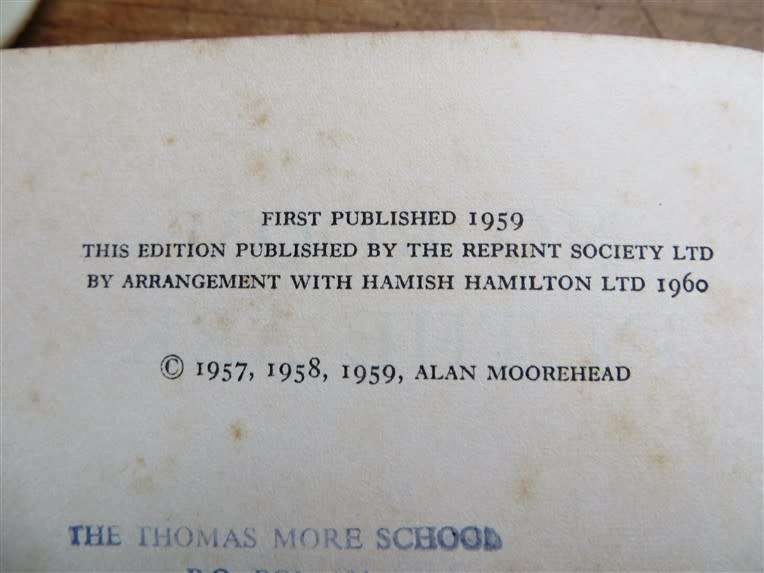 FIRST PUBLISHED 1959
THIS EDITION PUBLISHED BY THE REPRINT SOCIETY LTD
BY ARRANGEMENT WITH HAMISH HAMILTON LTD 1960
© 1957, 1958, 1959, ALAN MOOREHEAD
THE THOMAS MORE SCHOOL
P.O.